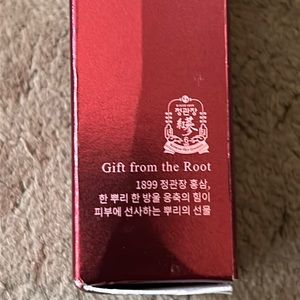 정관장
Gift from the Root
1899 정관장 홍삼,
한 뿌리 한 방울 응축의 힘이
피부에 선사하는 뿌리의 선물